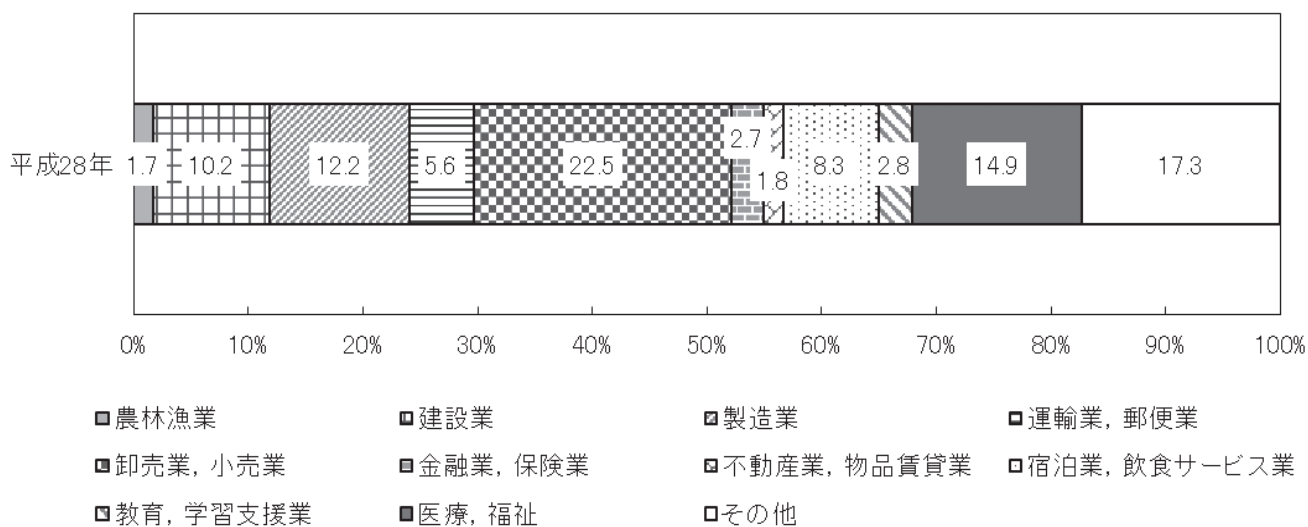 平成28年 1.7 10.2 12.2 5.6 22.5 2.7 1.8 8.3 2.8 14.9 17.3
0% 10% 20% 30% 40% 50% 60% 70% 80% 90% 100%
農林漁業 建設業 製造業 運輸業, 郵便業
卸売業, 小売業 金融業, 保険業 不動産業, 物品賃貸業 宿泊業, 飲食サービス業
教育, 学習支援業 医療, 福祉 その他